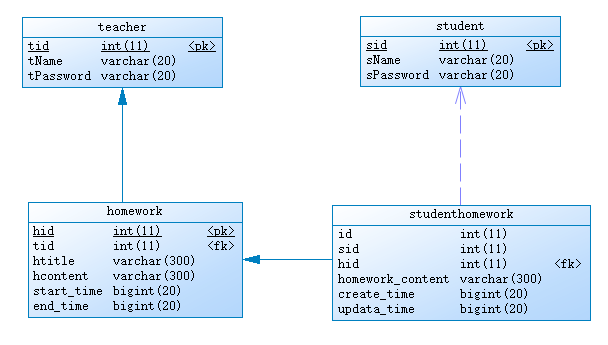 teacher
tid int(11) <pk>
tName varchar(20)
tPassword varchar(20)
student
sid int(11) <pk>
sName varchar(20)
sPassword varchar(20)
homework
hid int(11) <pk>
tid int(11) <fk>
htitle varchar(300)
hcontent varchar(300)
start_time bigint(20)
end_time bigint(20)
studenthomework
id int(11)
sid int(11)
hid int(11) <fk>
homework_content varchar(300)
create_time bigint(20)
updata_time bigint(20)